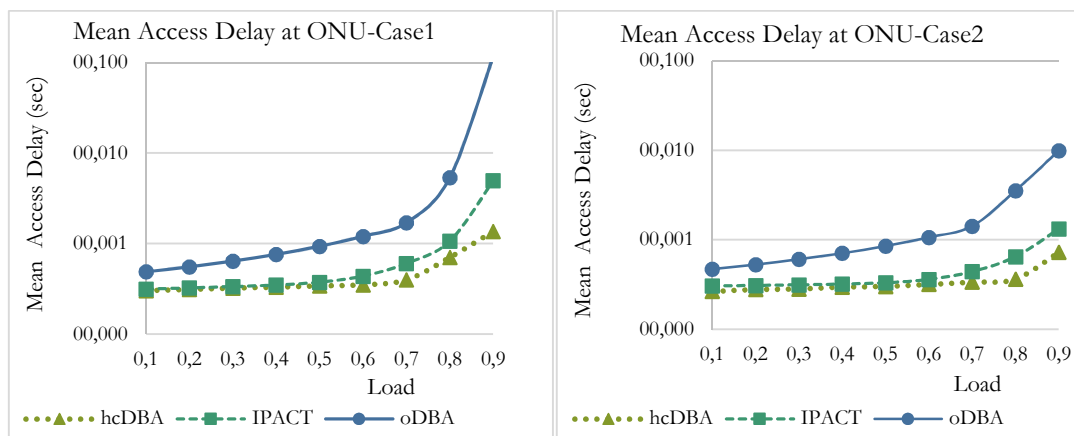 Mean Access Delay at ONU-Case1
Mean Access Delay (sec)
00,100
00,010
00,001
00,000
0,1 0,2 0,3 0,4 0,5 0,6 0,7 0,8 0,9
Load
hcDBA IPACT oDBA
Mean Access Delay at ONU-Case2
Mean Access Delay (sec)
00,100
00,010
00,001
00,000
0,1 0,2 0,3 0,4 0,5 0,6 0,7 0,8 0,9
Load
hcDBA IPACT oDBA